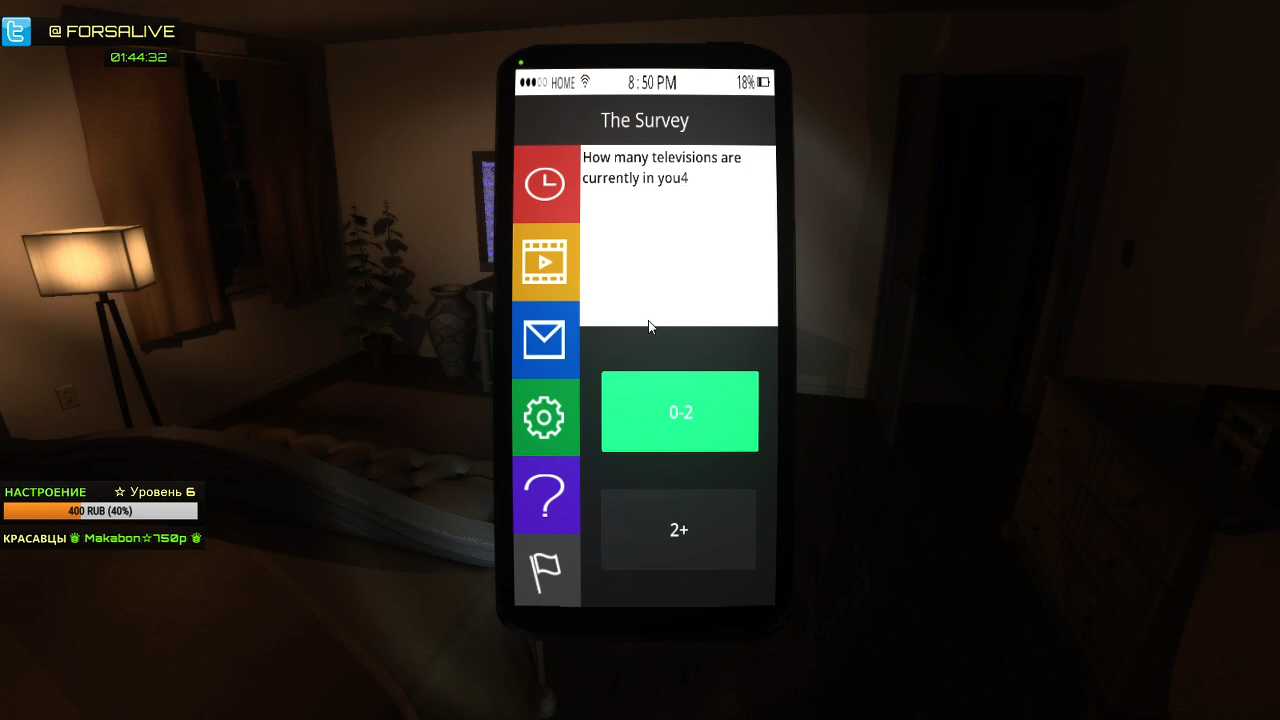 @ FORSALIVE
01:44:32
HOME 8:50 PM 18%
The Survey
How many televisions are
currently in you4
0-2
2+
НАСТРОЕНИЕ ☆ Уровень 6
400 RUB (40%)
КРАСАВЦЫ ♛ Makabon☆750р ♛